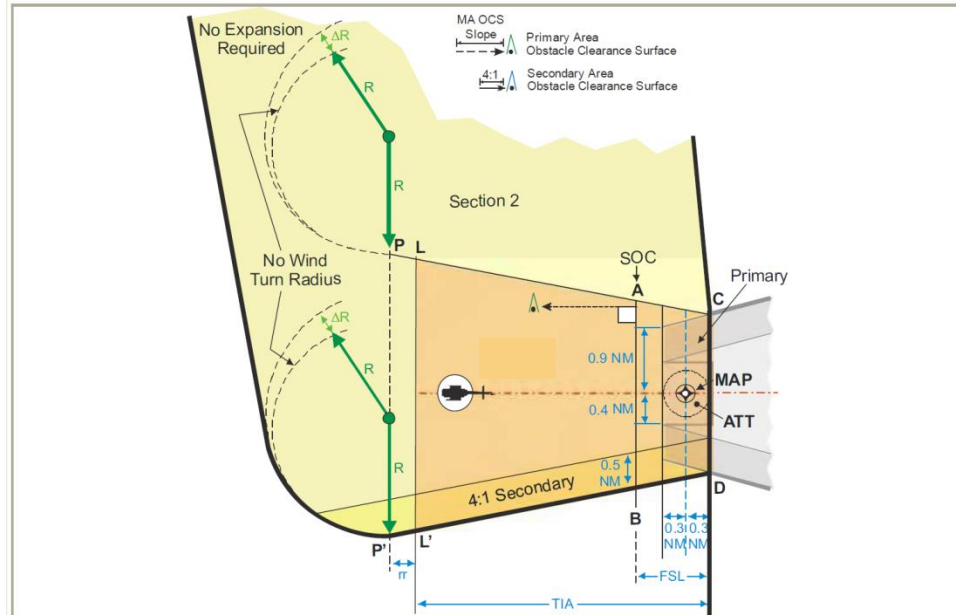 No Expansion
Required
ΔR
R
R
MA OCS
Slope
Primary Area
Obstacle Clearance Surface
4:1
Secondary Area
Obstacle Clearance Surface
Section 2
P
L
SOC
A
Primary
C
No Wind
Turn Radius
ΔR
R
R
0.9 NM
MAP
0.4 NM
ATT
0.5
NM
4:1 Secondary
D
B
0.3
NM
0.3
NM
P'
L'
rr
FSL
TIA